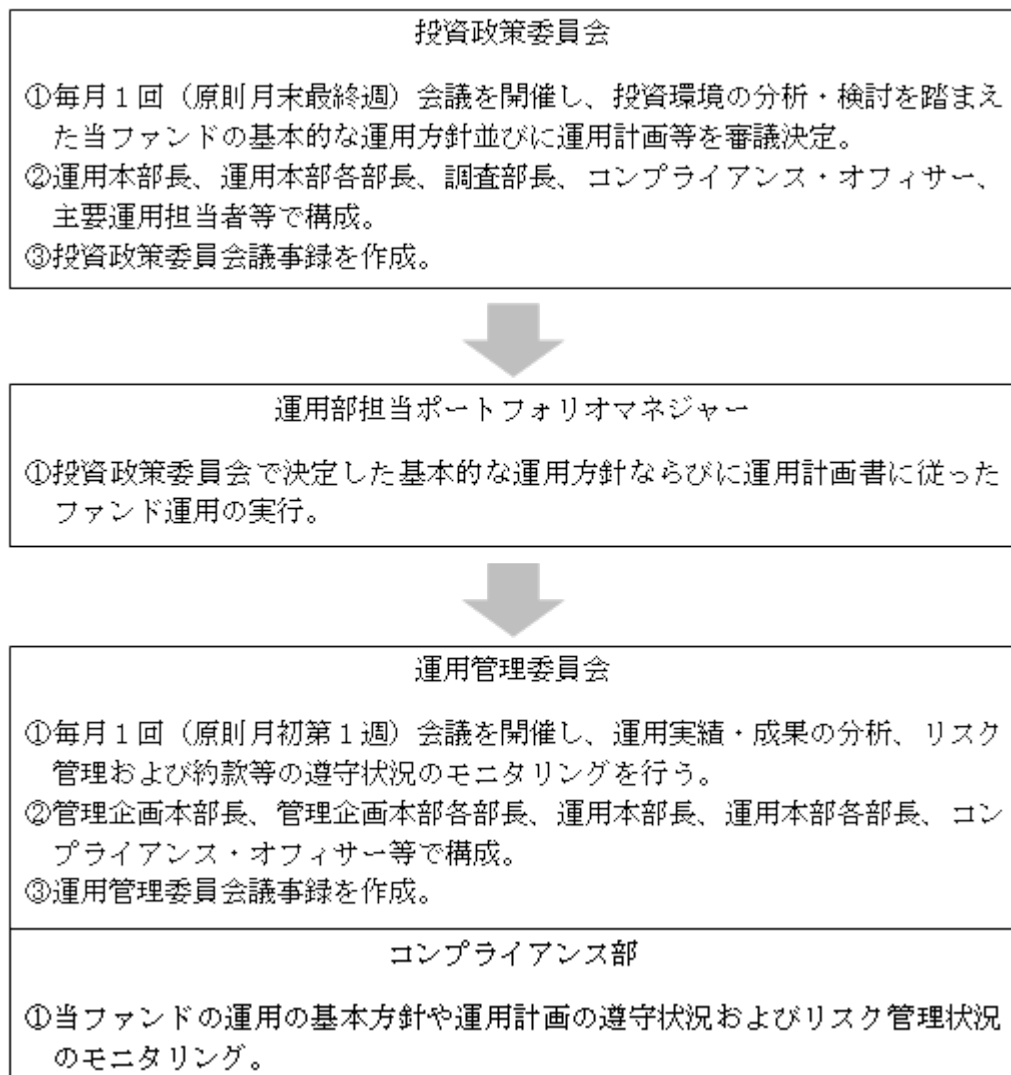 投資政策委員会
①毎月1回（原則月末最終週）会議を開催し、投資環境の分析・検討を踏まえ
た当ファンドの基本的な運用方針並びに運用計画等を審議決定。
②運用本部長、運用本部各部長、調査部長、コンプライアンス・オフィサー、
主要運用担当者等で構成。
③投資政策委員会議事録を作成。
運用部担当ポートフォリオマネジャー
①投資政策委員会で決定した基本的な運用方針ならびに運用計画書に従った
ファンド運用の実行。
運用管理委員会
①毎月1回（原則月初第1週）会議を開催し、運用実績・成果の分析、リスク
管理および約款等の遵守状況のモニタリングを行う。
②管理企画本部長、管理企画本部各部長、運用本部長、運用本部各部長、コン
プライアンス・オフィサー等で構成。
③運用管理委員会議事録を作成。
コンプライアンス部
①当ファンドの運用の基本方針や運用計画の遵守状況およびリスク管理状況
のモニタリング。